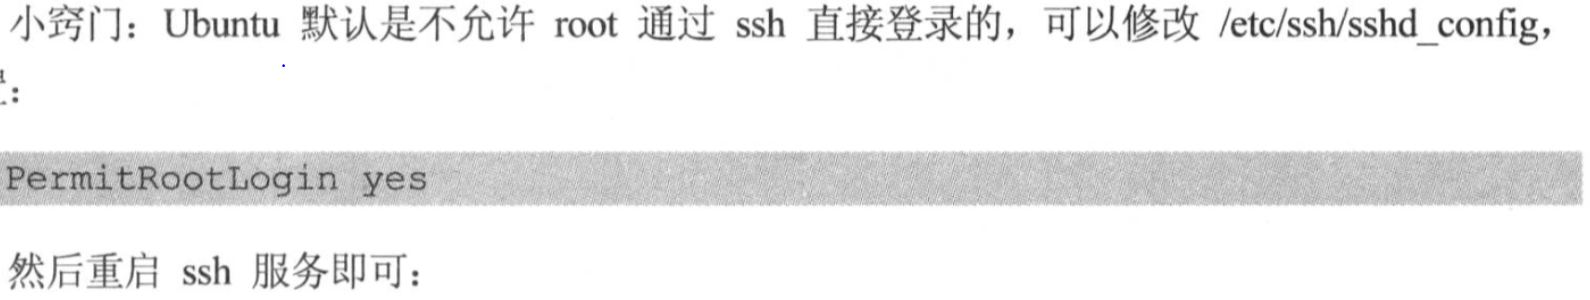 小窍门：Ubuntu 默认是不允许 root 通过 ssh 直接登录的，可以修改 /etc/ssh/sshd_config，
：
PermitRootLogin yes
然后重启 ssh 服务即可：